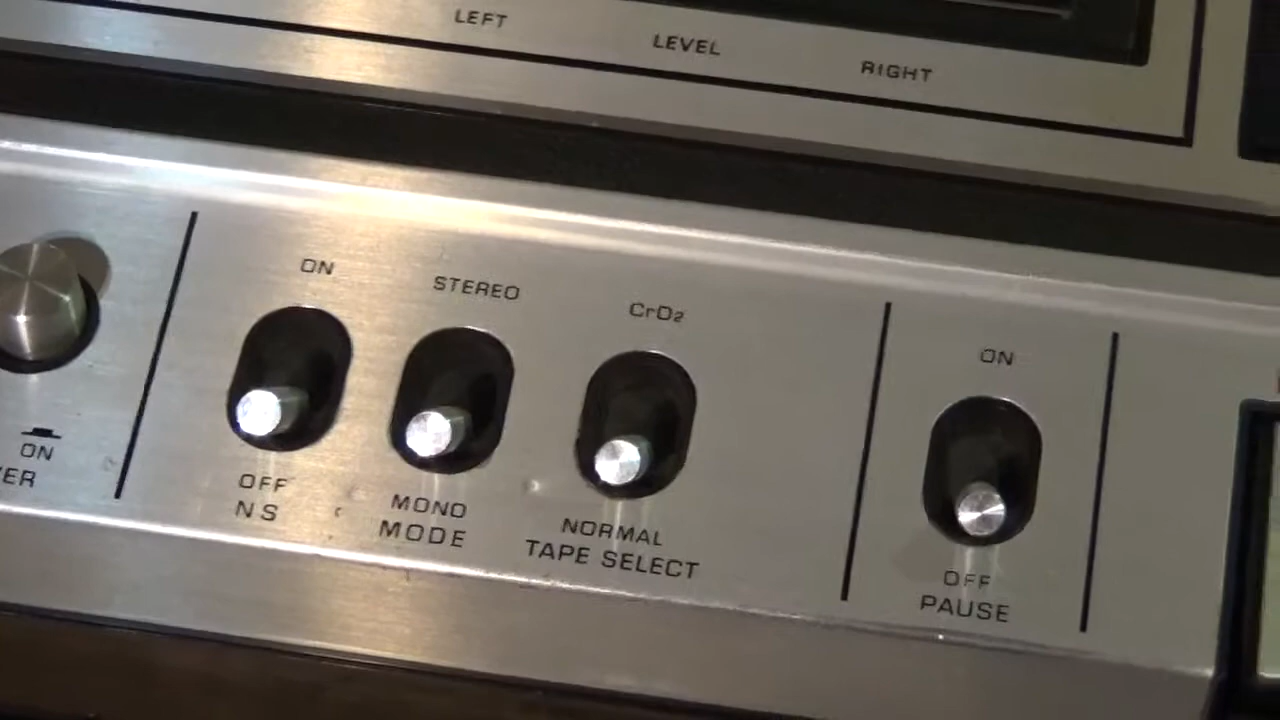 LEFT
LEVEL
RIGHT
ON
STEREO
CrO2
ON
ON
OFF
MONO
NORMAL
OFF
NS
MODE
TAPE SELECT
PAUSE